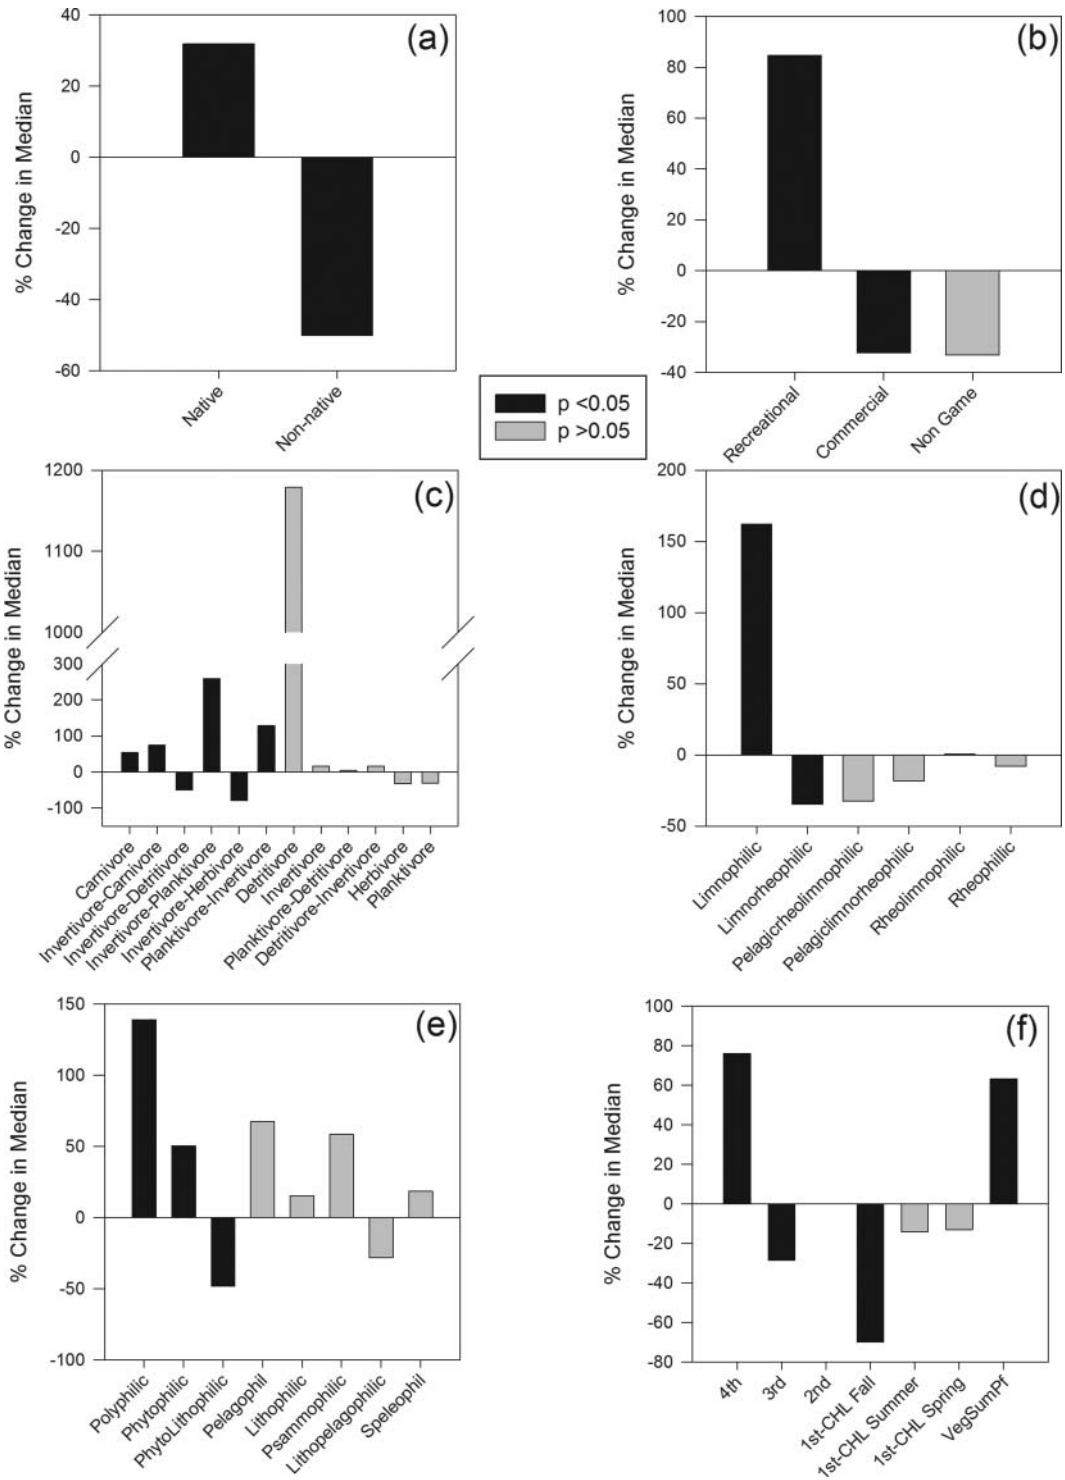 (a)
% Change in Median
40
20
0
-20
-40
-60
Native
Non-native
(b)
% Change in Median
100
80
60
40
20
0
-20
-40
Recreational
Commercial
Non Game
p <0.05
p >0.05
(c)
% Change in Median
1200
1100
1000
300
200
100
0
-100
Carnivore
Invertivore-Carnivore
Invertivore-Detritivore
Invertivore-Planktivore
Invertivore-Herbivore
Planktivore-Invertivore
Detritivore
Invertivore
Planktivore-Detritivore
Detritivore-Invertivore
Herbivore
Planktivore
(d)
% Change in Median
200
150
100
50
0
-50
Limnophilic
Limnorheophilic
Pelagicrheolimnophilic
Pelagiclimnorheophilic
Rheolimnophilic
Rheophilic
(e)
% Change in Median
150
100
50
0
-50
-100
Polyphilic
Phytophilic
PhytoLithophilic
Pelagophil
Lithophilic
Psammophilic
Lithopelagophilic
Speleophil
(f)
% Change in Median
100
80
60
40
20
0
-20
-40
-60
-80
4th
3rd
2nd
1st-CHL Fall
1st-CHL Summer
1st-CHL Spring
VegSumPf